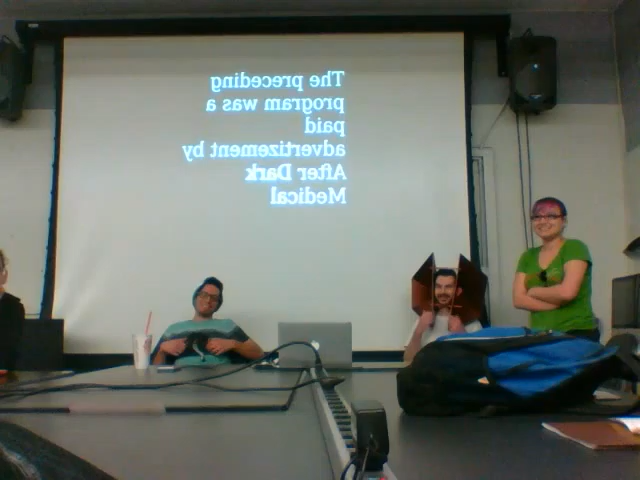 The preceding
program was a
paid
advertizement by
After Dark
Medical